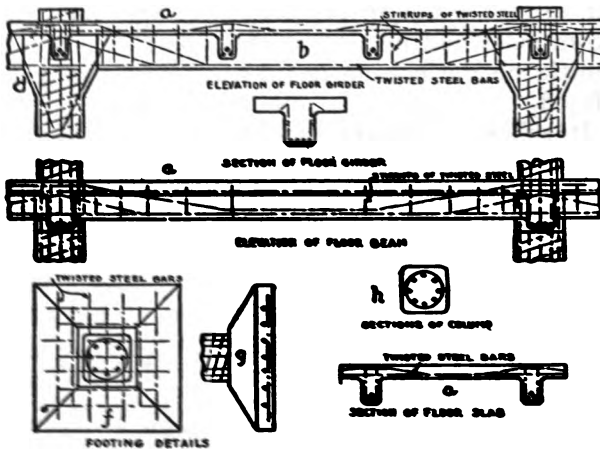 a
STIRRUPS OF TWISTED STEEL
b
d
ELEVATION OF FLOOR GIRDER
TWISTED STEEL BARS
SECTION OF FLOOR GIRDER
a
STIRRUPS OF TWISTED STEEL
ELEVATION OF FLOOR BEAM
TWISTED STEEL BARS
h
SECTIONS OF COLUMN
g
TWISTED STEEL BARS
a
f
SECTION OF FLOOR SLAB
FOOTING DETAILS